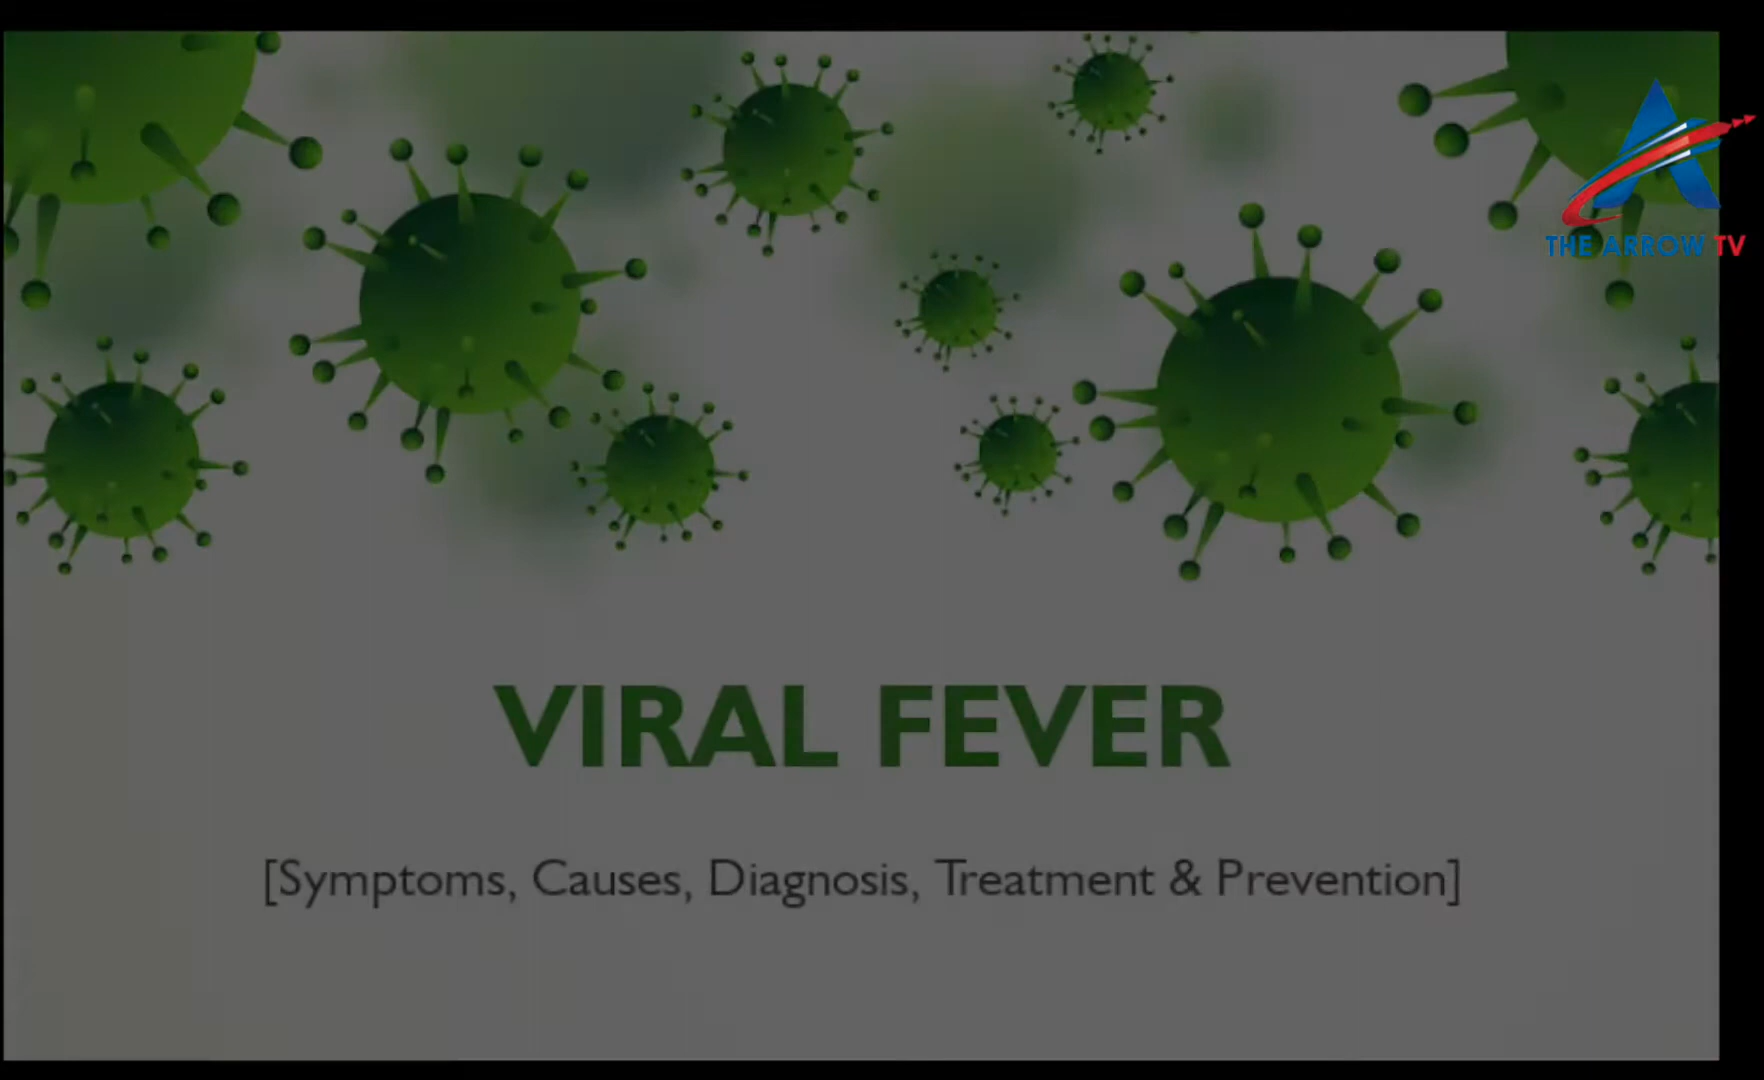 THE ARROW TV
VIRAL FEVER
[Symptoms, Causes, Diagnosis, Treatment & Prevention]